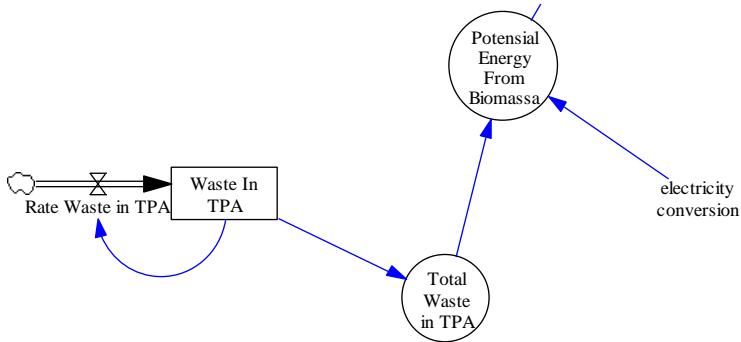 Potensial
Energy
From
Biomassa
electricity
conversion
Waste In
TPA
Rate Waste in TPA
Total
Waste
in TPA